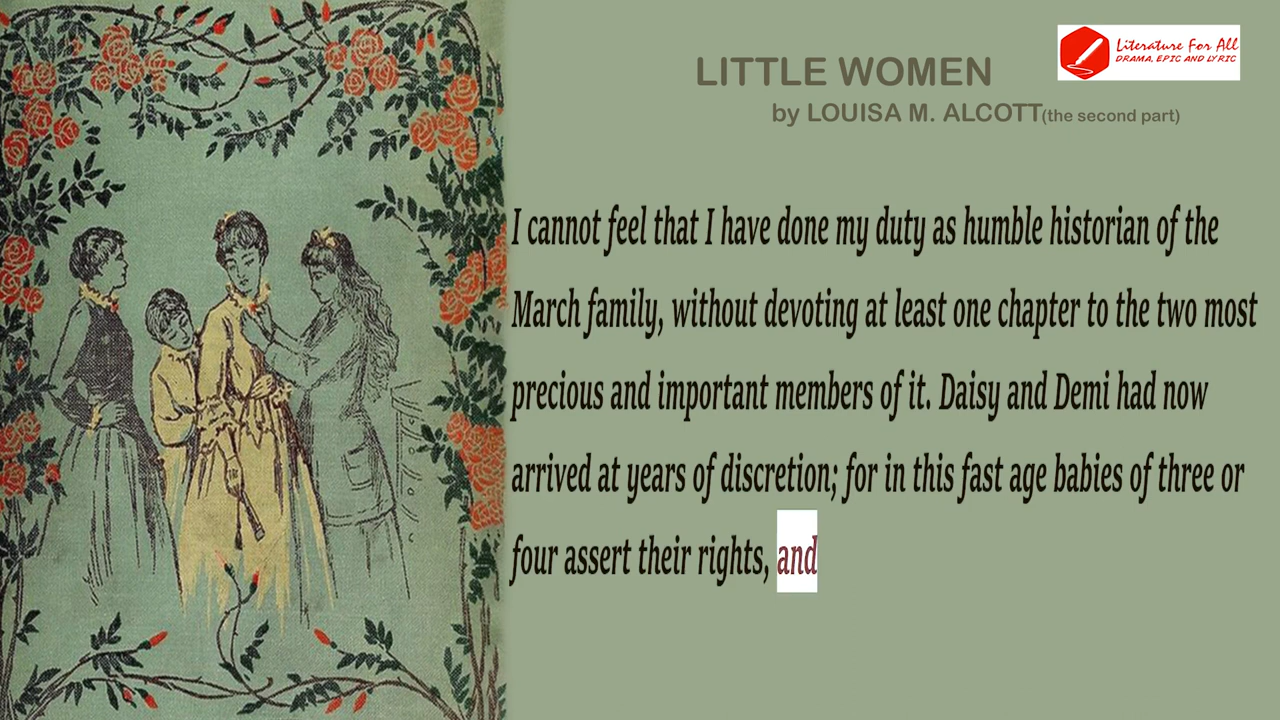 LITTLE WOMEN
by LOUISA M. ALCOTT(the second part)
Literature For All
DRAMA, EPIC AND LYRIC
I cannot feel that I have done my duty as humble historian of the
March family, without devoting at least one chapter to the two most
precious and important members of it. Daisy and Demi had now
arrived at years of discretion; for in this fast age babies of three or
four assert their rights, and